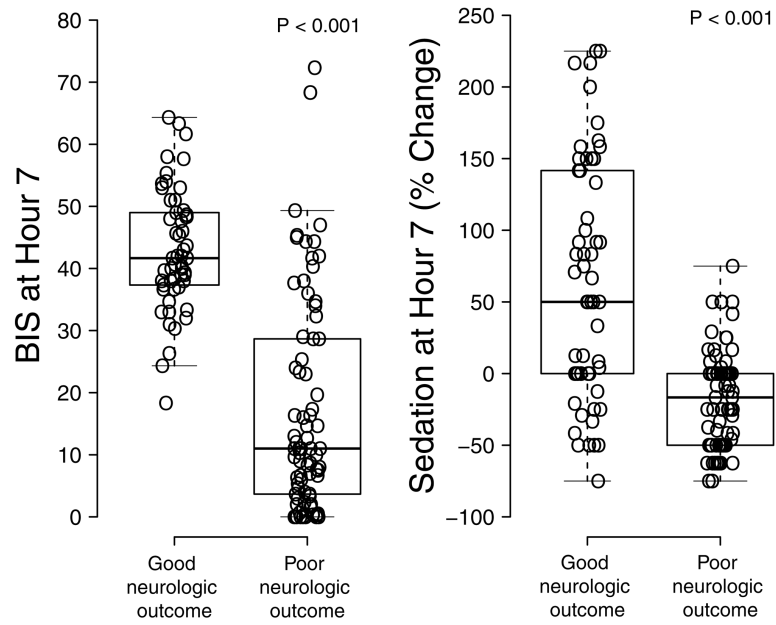 P < 0.001
80
70
60
50
40
30
20
10
0
BIS at Hour 7
Good
neurologic
outcome
Poor
neurologic
outcome
P < 0.001
250
200
150
100
50
0
−50
−100
Sedation at Hour 7 (% Change)
Good
neurologic
outcome
Poor
neurologic
outcome